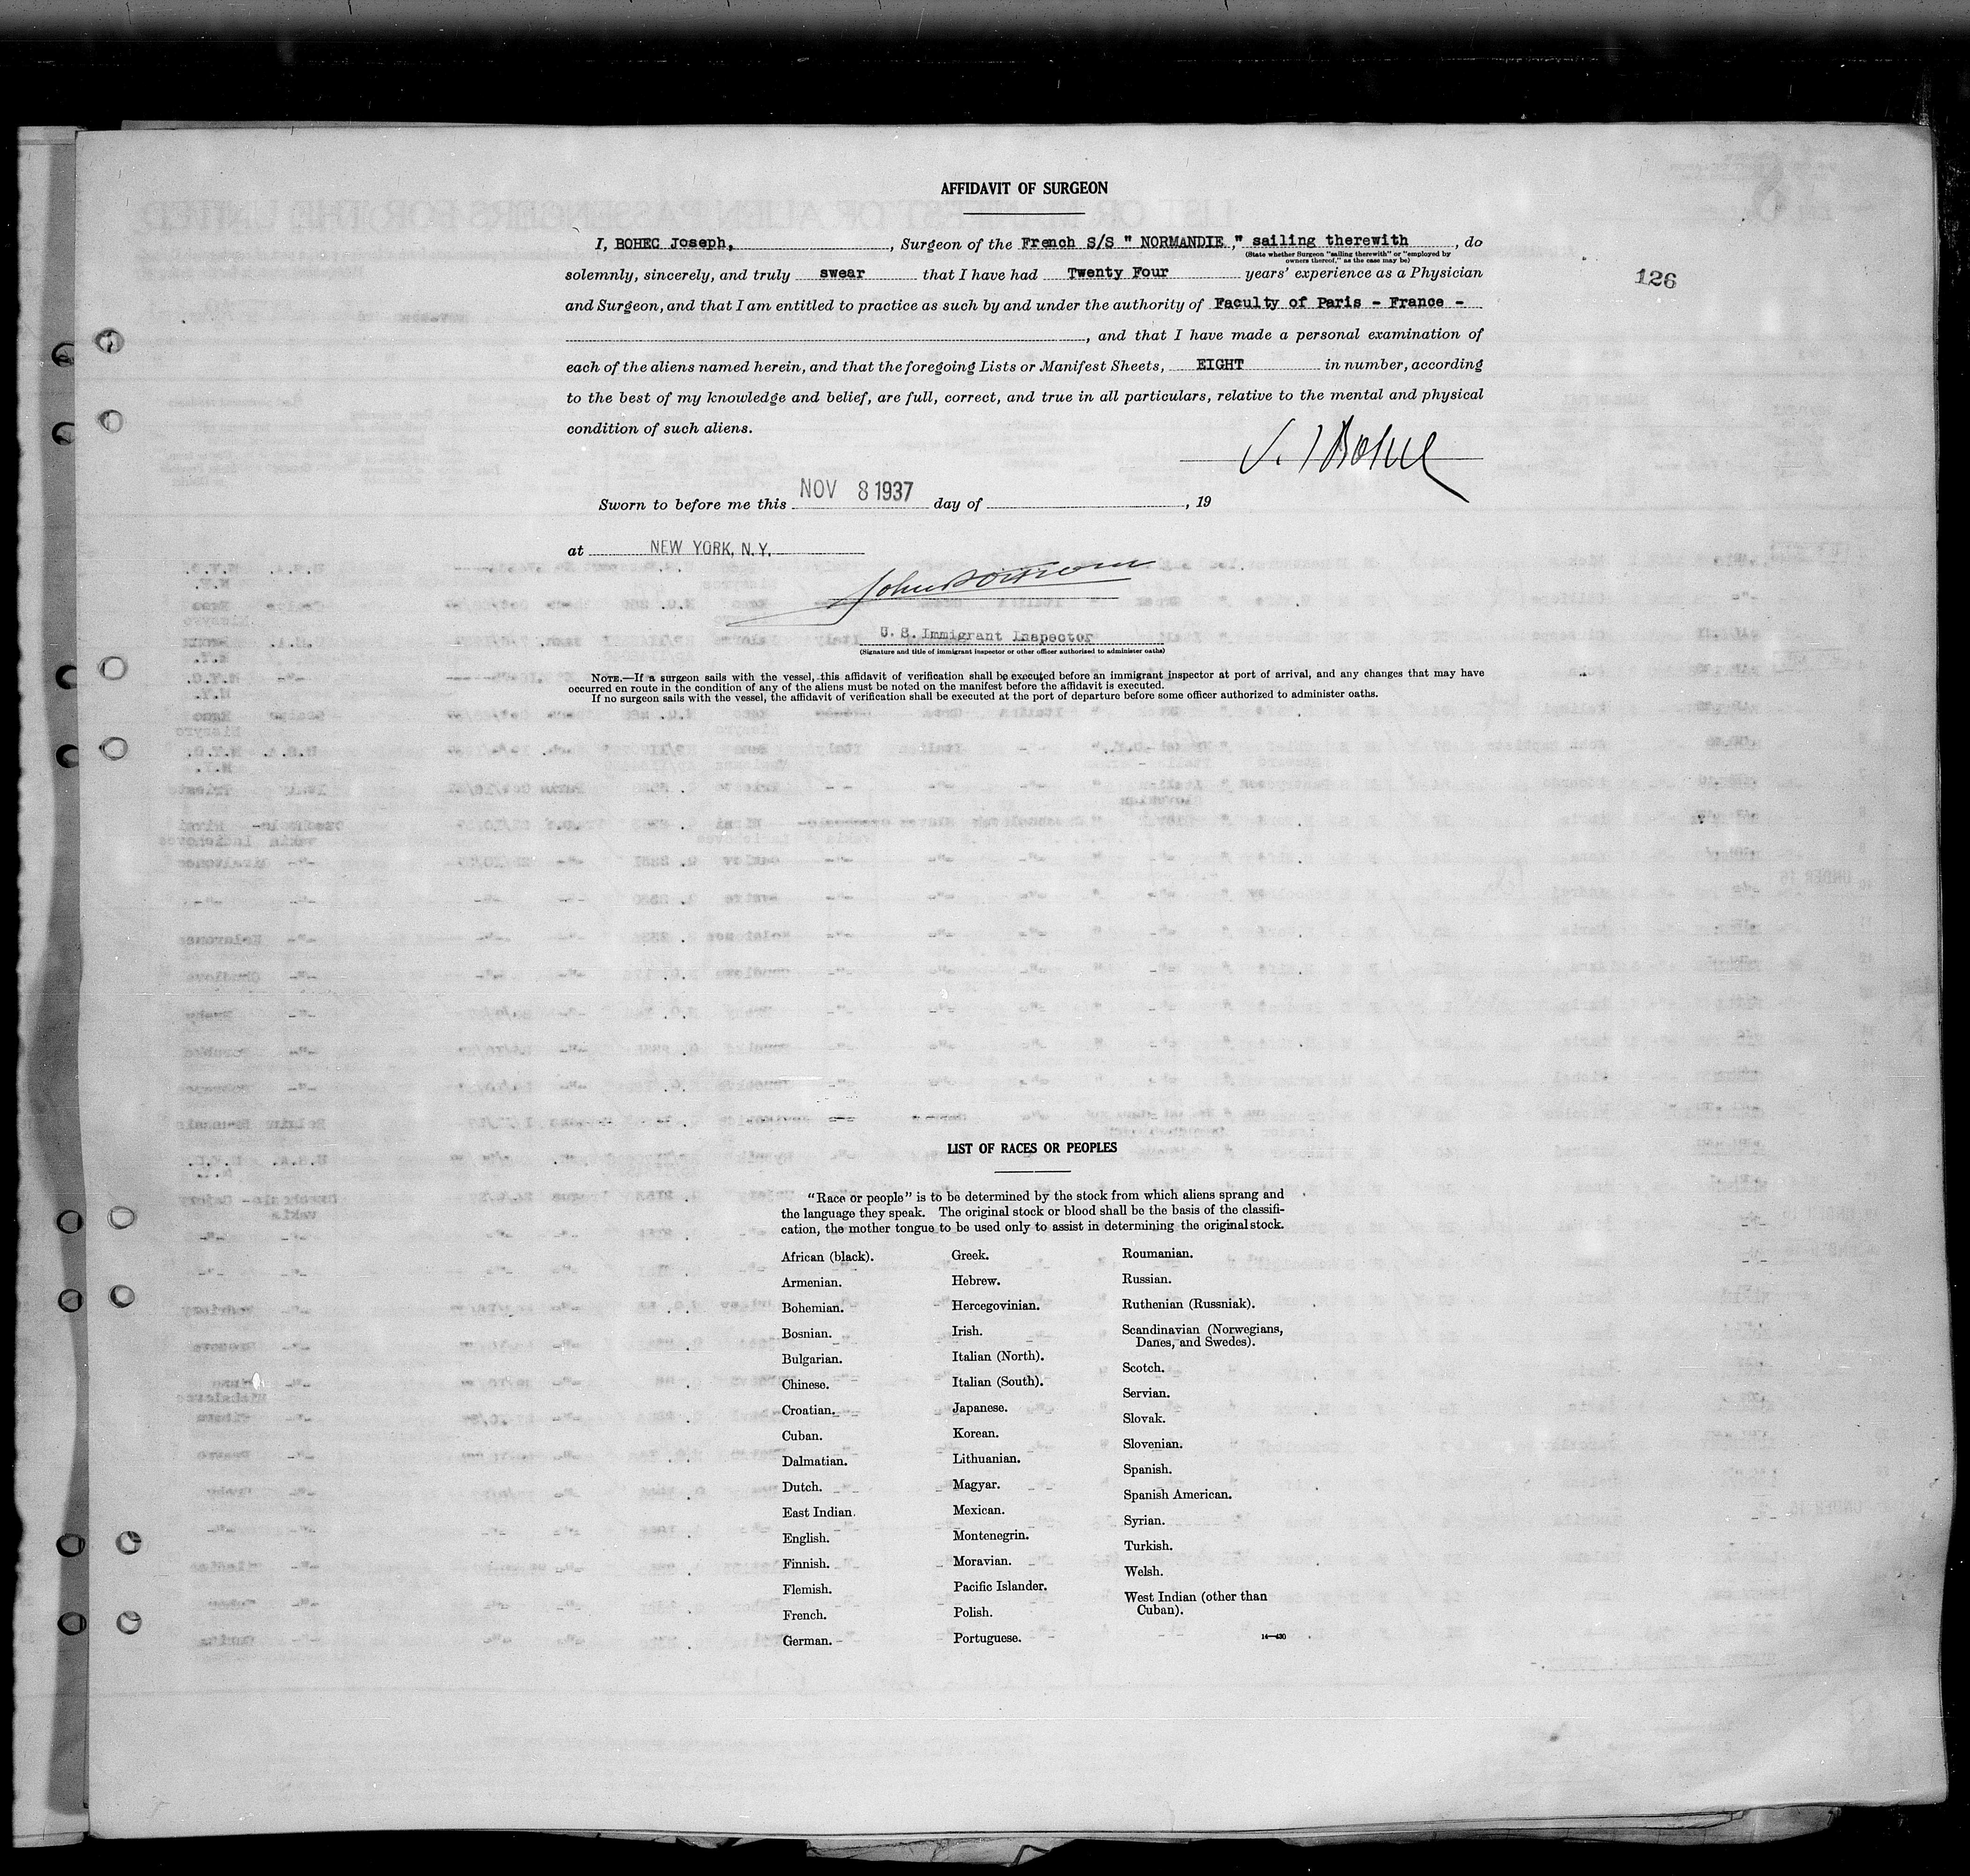 AFFIDAVIT OF SURGEON
I, BOHEC Joseph, , Surgeon of the French S/S " NORMANDIE ," sailing therewith , do
(State whether Surgeon "sailing therewith" or "employed by
owners thereof," as the case may be)
solemnly, sincerely, and truly swear that I have had Twenty Four years' experience as a Physician
126
and Surgeon, and that I am entitled to practice as such by and under the authority of Faculty of Paris - France -
, and that I have made a personal examination of
each of the aliens named herein, and that the foregoing Lists or Manifest Sheets, EIGHT in number, according
to the best of my knowledge and belief, are full, correct, and true in all particulars, relative to the mental and physical
condition of such aliens.
Sworn to before me this NOV 8 1937 day of , 19
at NEW YORK, N.Y.
U. S. Immigrant Inspector
(Signature and title of immigrant inspector or other officer authorized to administer oaths)
NOTE.—If a surgeon sails with the vessel, this affidavit of verification shall be executed before an immigrant inspector at port of arrival, and any changes that may have
occurred en route in the condition of any of the aliens must be noted on the manifest before the affidavit is executed.
If no surgeon sails with the vessel, the affidavit of verification shall be executed at the port of departure before some officer authorized to administer oaths.
LIST OF RACES OR PEOPLES
"Race or people" is to be determined by the stock from which aliens sprang and
the language they speak. The original stock or blood shall be the basis of the classifi-
cation, the mother tongue to be used only to assist in determining the original stock.
African (black).
Armenian.
Bohemian.
Bosnian.
Bulgarian.
Chinese.
Croatian.
Cuban.
Dalmatian.
Dutch.
East Indian.
English.
Finnish.
Flemish.
French.
German.
Greek.
Hebrew.
Hercegovinian.
Irish.
Italian (North).
Italian (South).
Japanese.
Korean.
Lithuanian.
Magyar.
Mexican.
Montenegrin.
Moravian.
Pacific Islander.
Polish.
Portuguese.
Roumanian.
Russian.
Ruthenian (Russniak).
Scandinavian (Norwegians,
Danes, and Swedes).
Scotch.
Servian.
Slovak.
Slovenian.
Spanish.
Spanish American.
Syrian.
Turkish.
Welsh.
West Indian (other than
Cuban).
14—430